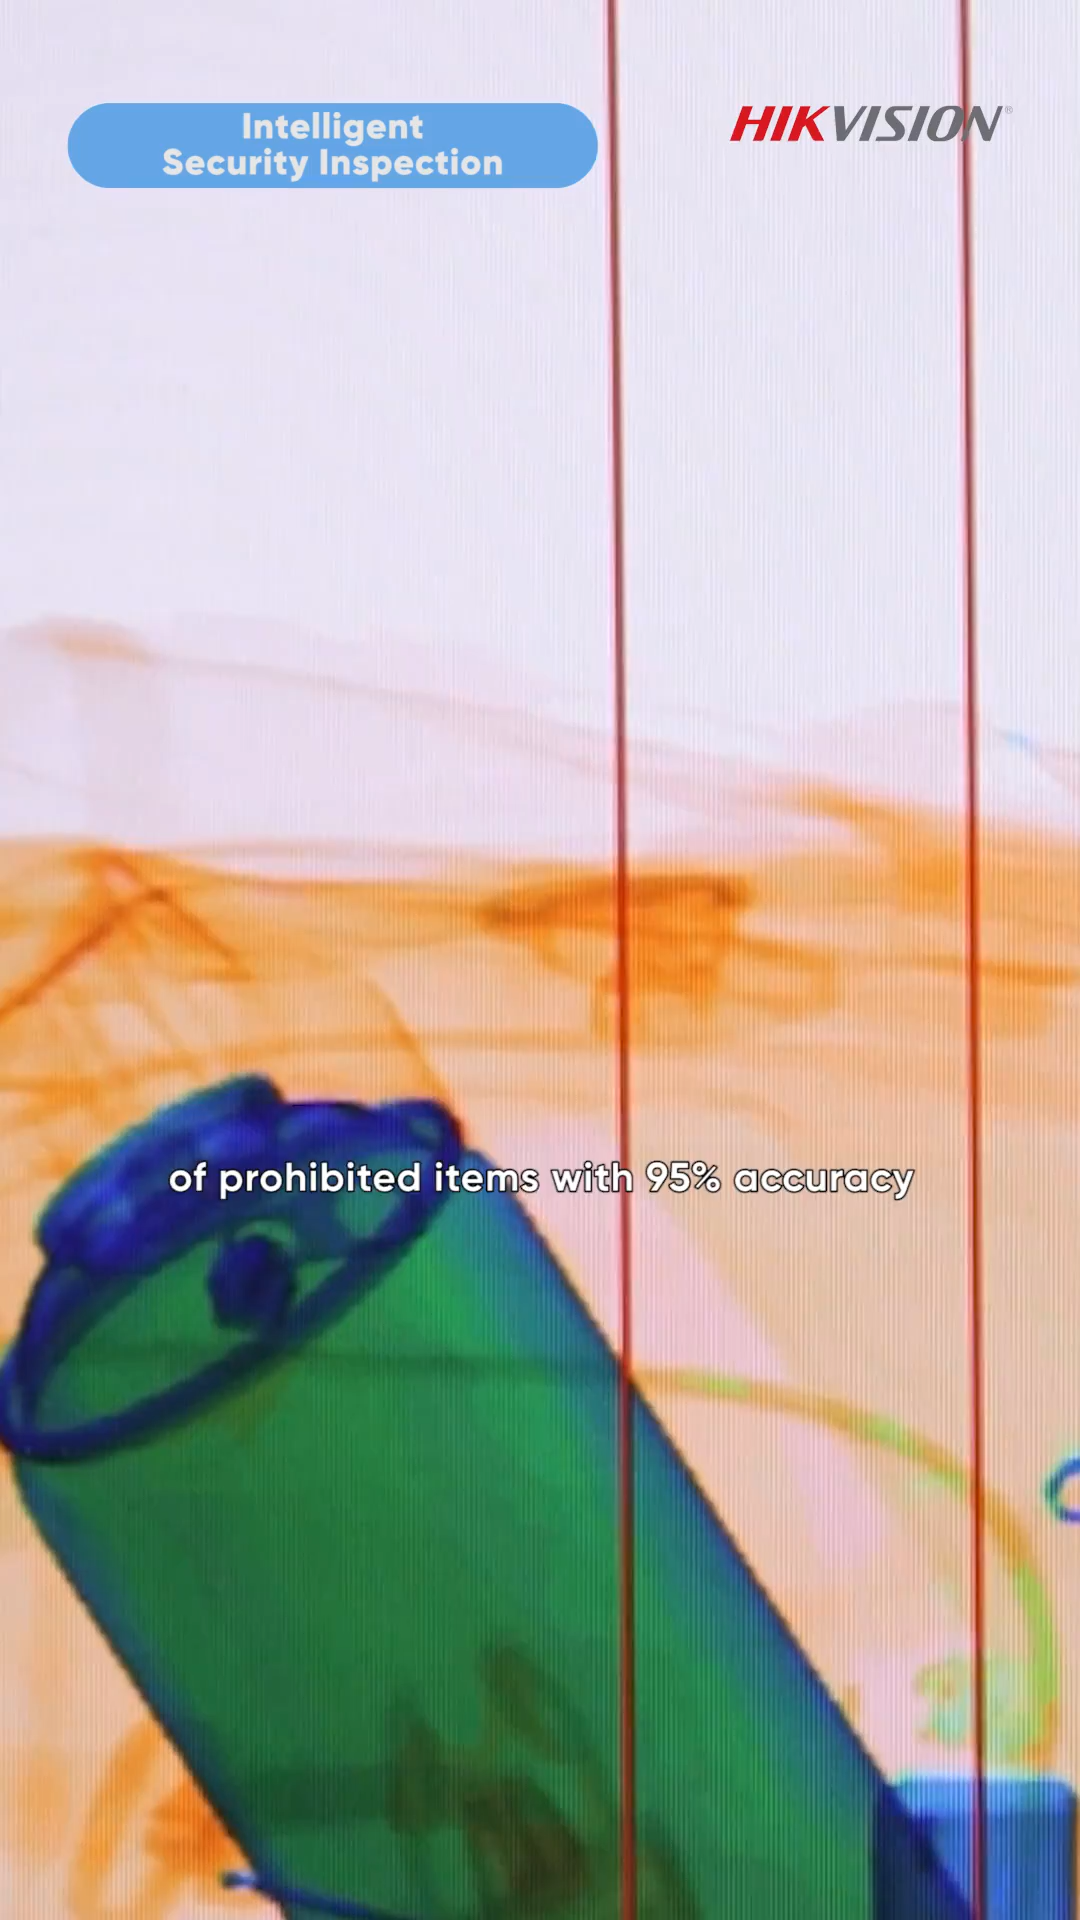 Intelligent
Security Inspection
HIKVISION®
of prohibited items with 95% accuracy